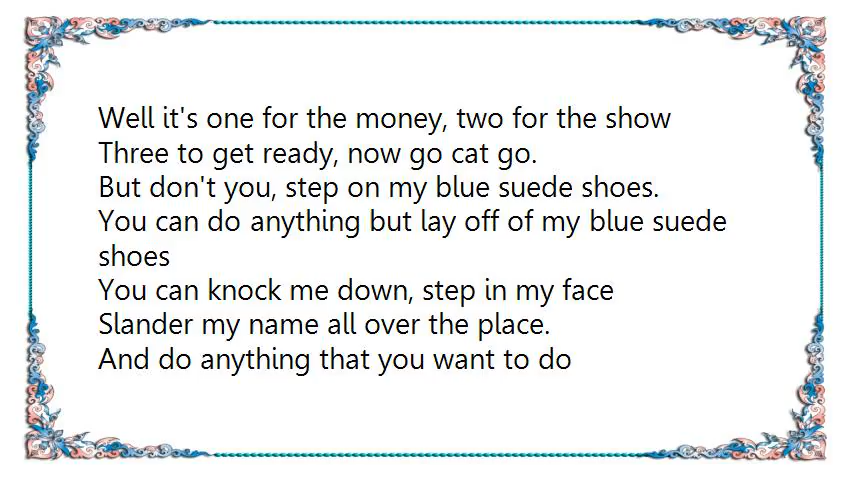 Well it's one for the money, two for the show
Three to get ready, now go cat go.
But don't you, step on my blue suede shoes.
You can do anything but lay off of my blue suede
shoes
You can knock me down, step in my face
Slander my name all over the place.
And do anything that you want to do